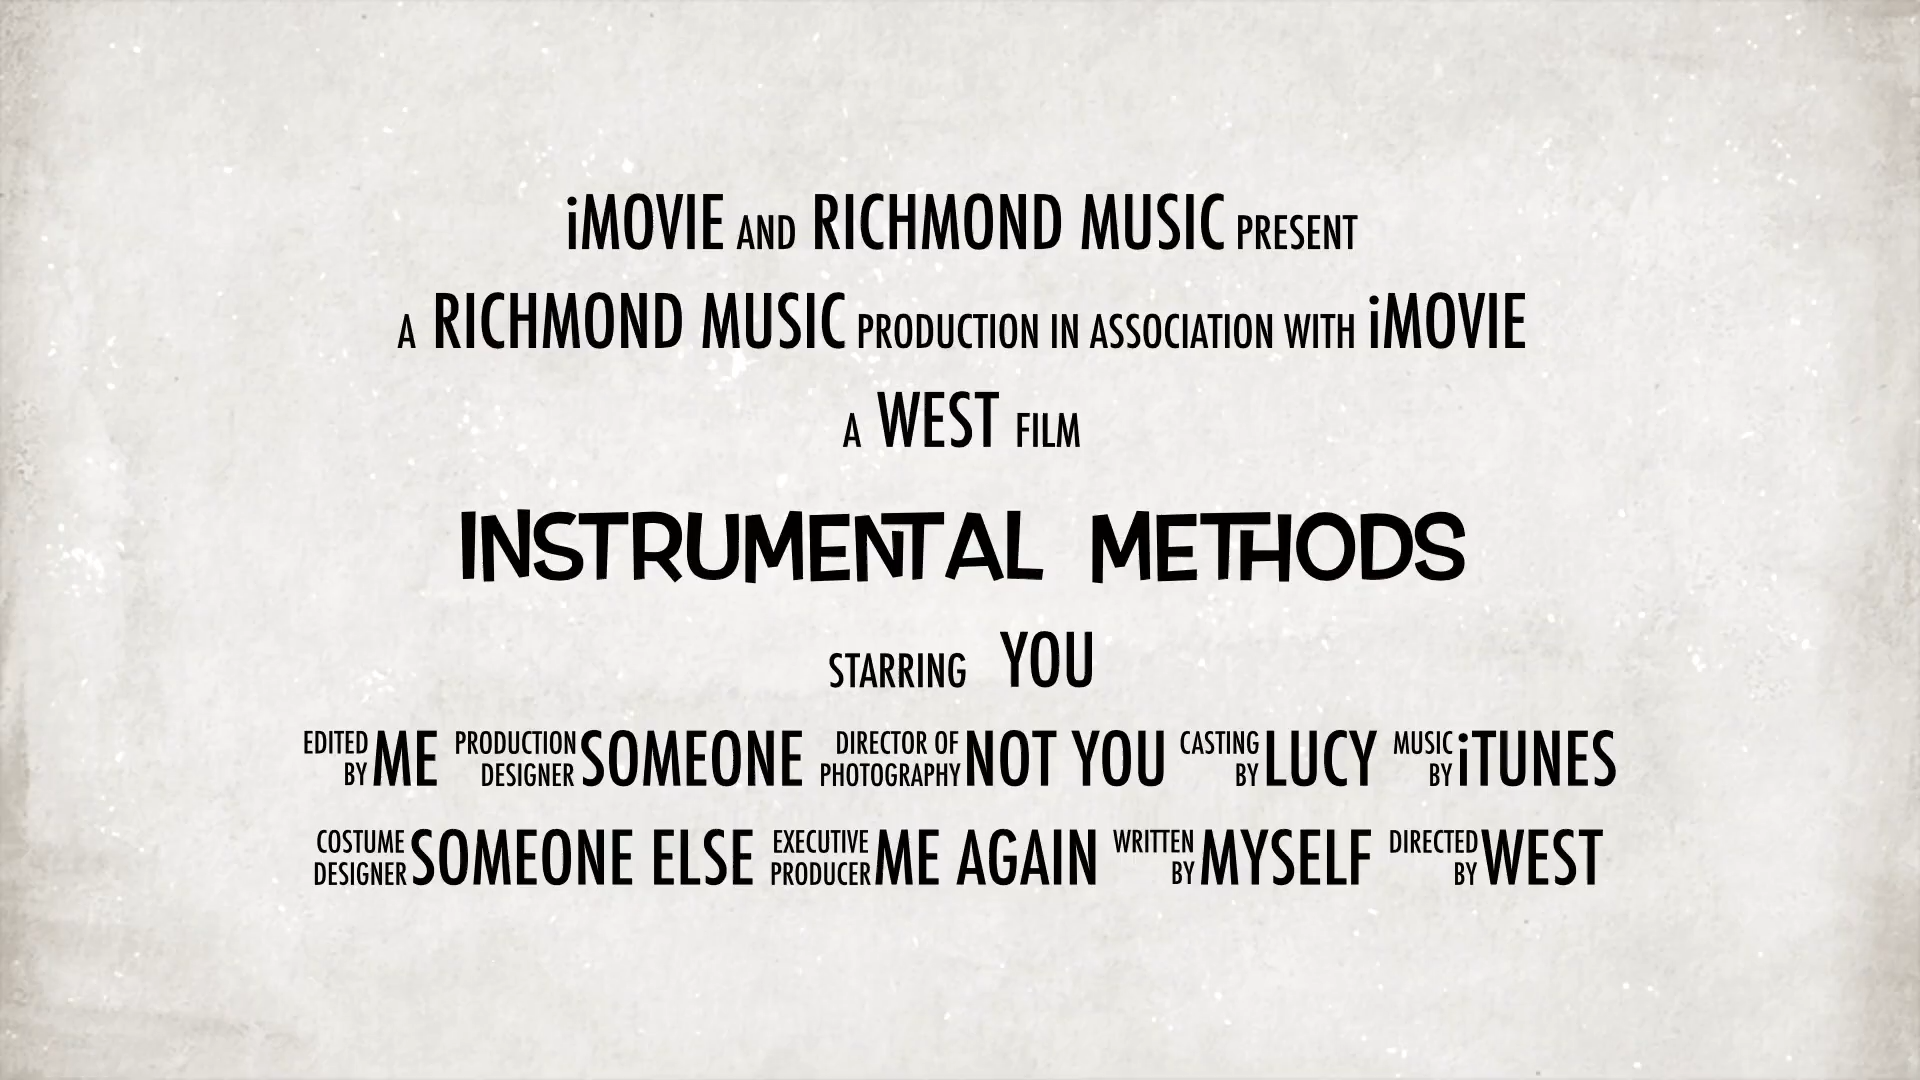 iMOVIE AND RICHMOND MUSIC PRESENT
A RICHMOND MUSIC PRODUCTION IN ASSOCIATION WITH iMOVIE
A WEST FILM
INSTRUMENTAL METHODS
STARRING YOU
EDITED BY ME PRODUCTION DESIGNER SOMEONE DIRECTOR OF PHOTOGRAPHY NOT YOU CASTING BY LUCY MUSIC BY iTUNES
COSTUME DESIGNER SOMEONE ELSE EXECUTIVE PRODUCER ME AGAIN WRITTEN BY MYSELF DIRECTED BY WEST